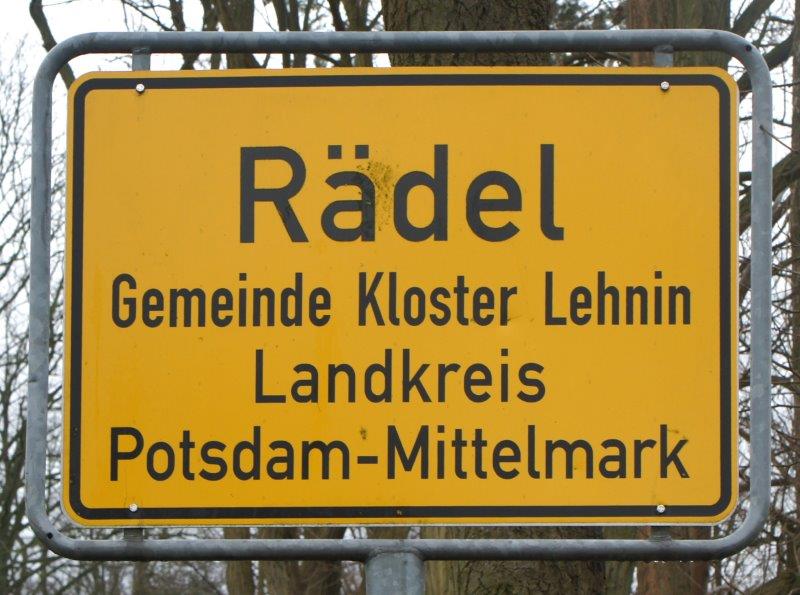 Rädel
Gemeinde Kloster Lehnin
Landkreis
Potsdam-Mittelmark